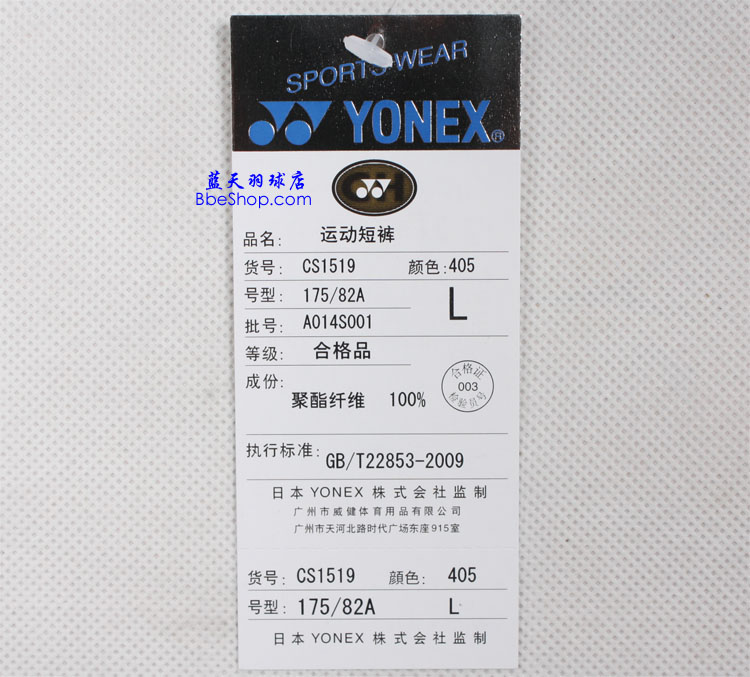 SPORTS WEAR
YONEX®
蓝天羽球店
BbeShop.com
品名: 运动短裤
货号: CS1519 颜色: 405
号型: 175/82A L
批号: A014S001
等级: 合格品
成份: 聚酯纤维 100%
合格证
003
检验员号
执行标准: GB/T22853-2009
日本 YONEX 株式会社监制
广州市威健体育用品有限公司
广州市天河北路时代广场东座915室
货号: CS1519 顔色: 405
号型: 175/82A L
日本 YONEX 株式会社监制